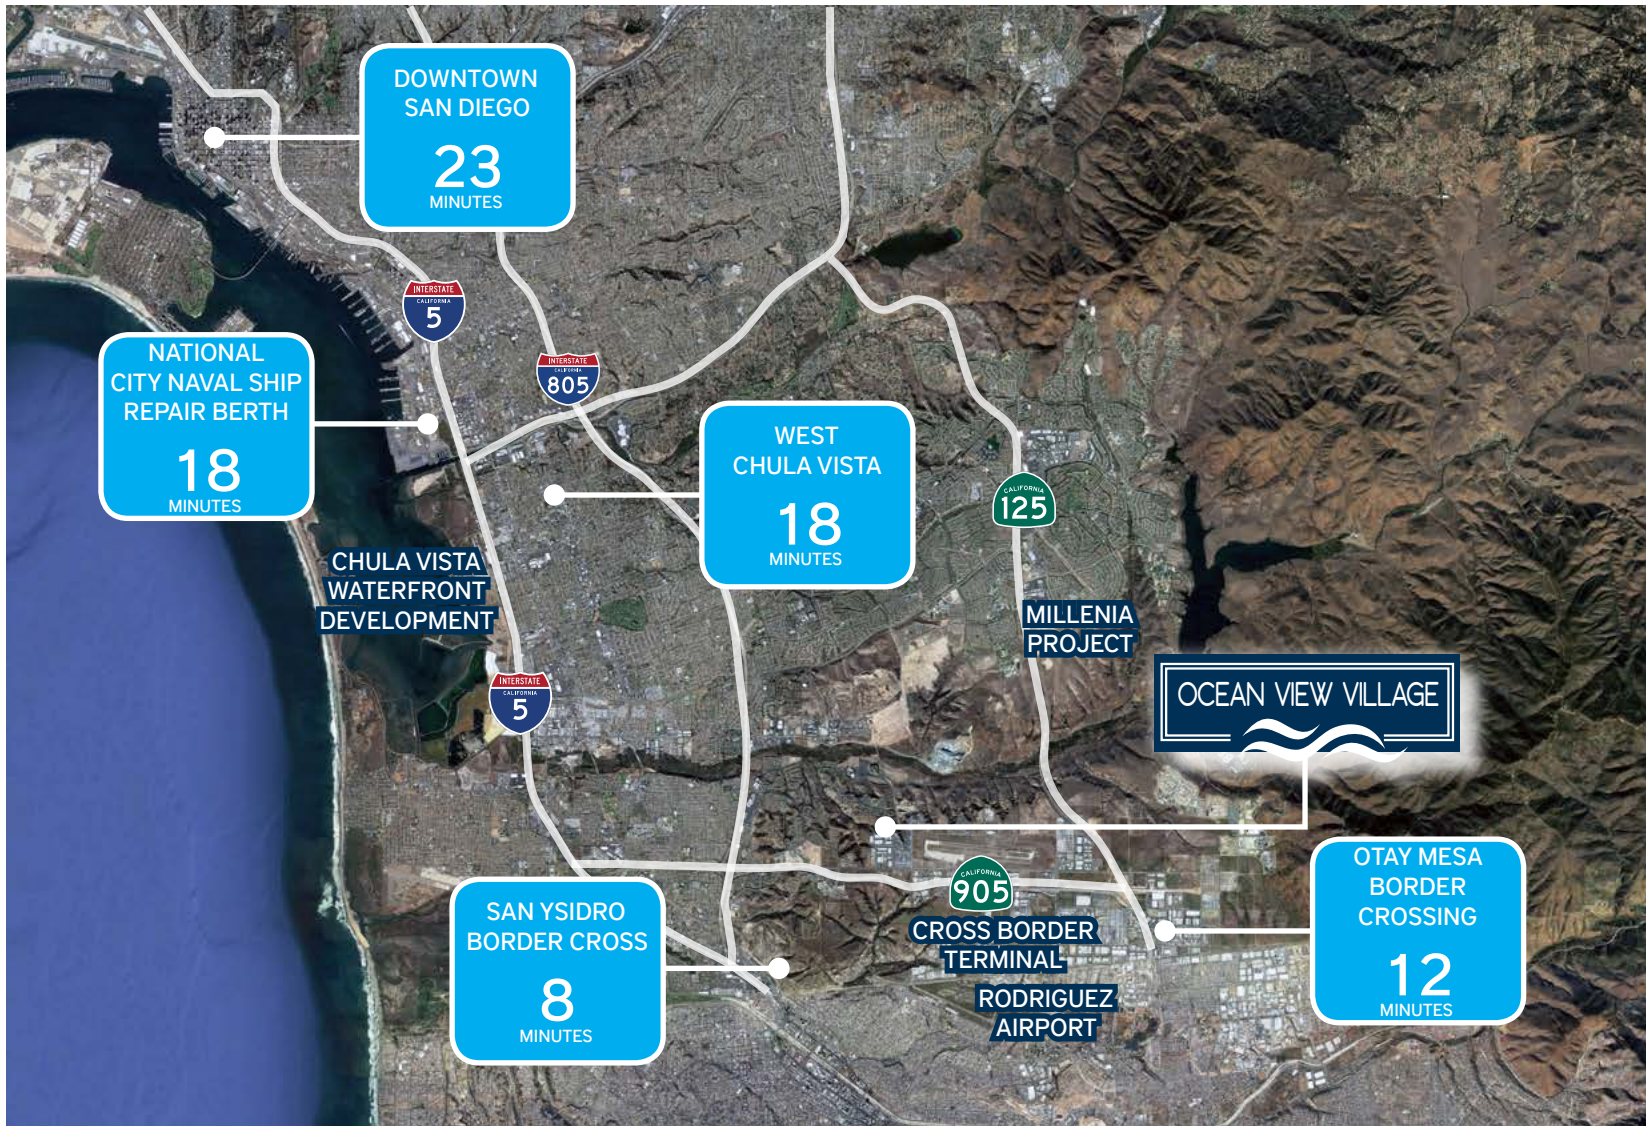 DOWNTOWN
SAN DIEGO
23
MINUTES
INTERSTATE
CALIFORNIA
5
NATIONAL
CITY NAVAL SHIP
REPAIR BERTH
18
MINUTES
INTERSTATE
CALIFORNIA
805
WEST
CHULA VISTA
18
MINUTES
CALIFORNIA
125
CHULA VISTA
WATERFRONT
DEVELOPMENT
MILLENIA
PROJECT
INTERSTATE
CALIFORNIA
5
OCEAN VIEW VILLAGE
CALIFORNIA
905
SAN YSIDRO
BORDER CROSS
8
MINUTES
CROSS BORDER
TERMINAL
RODRIGUEZ
AIRPORT
OTAY MESA
BORDER
CROSSING
12
MINUTES